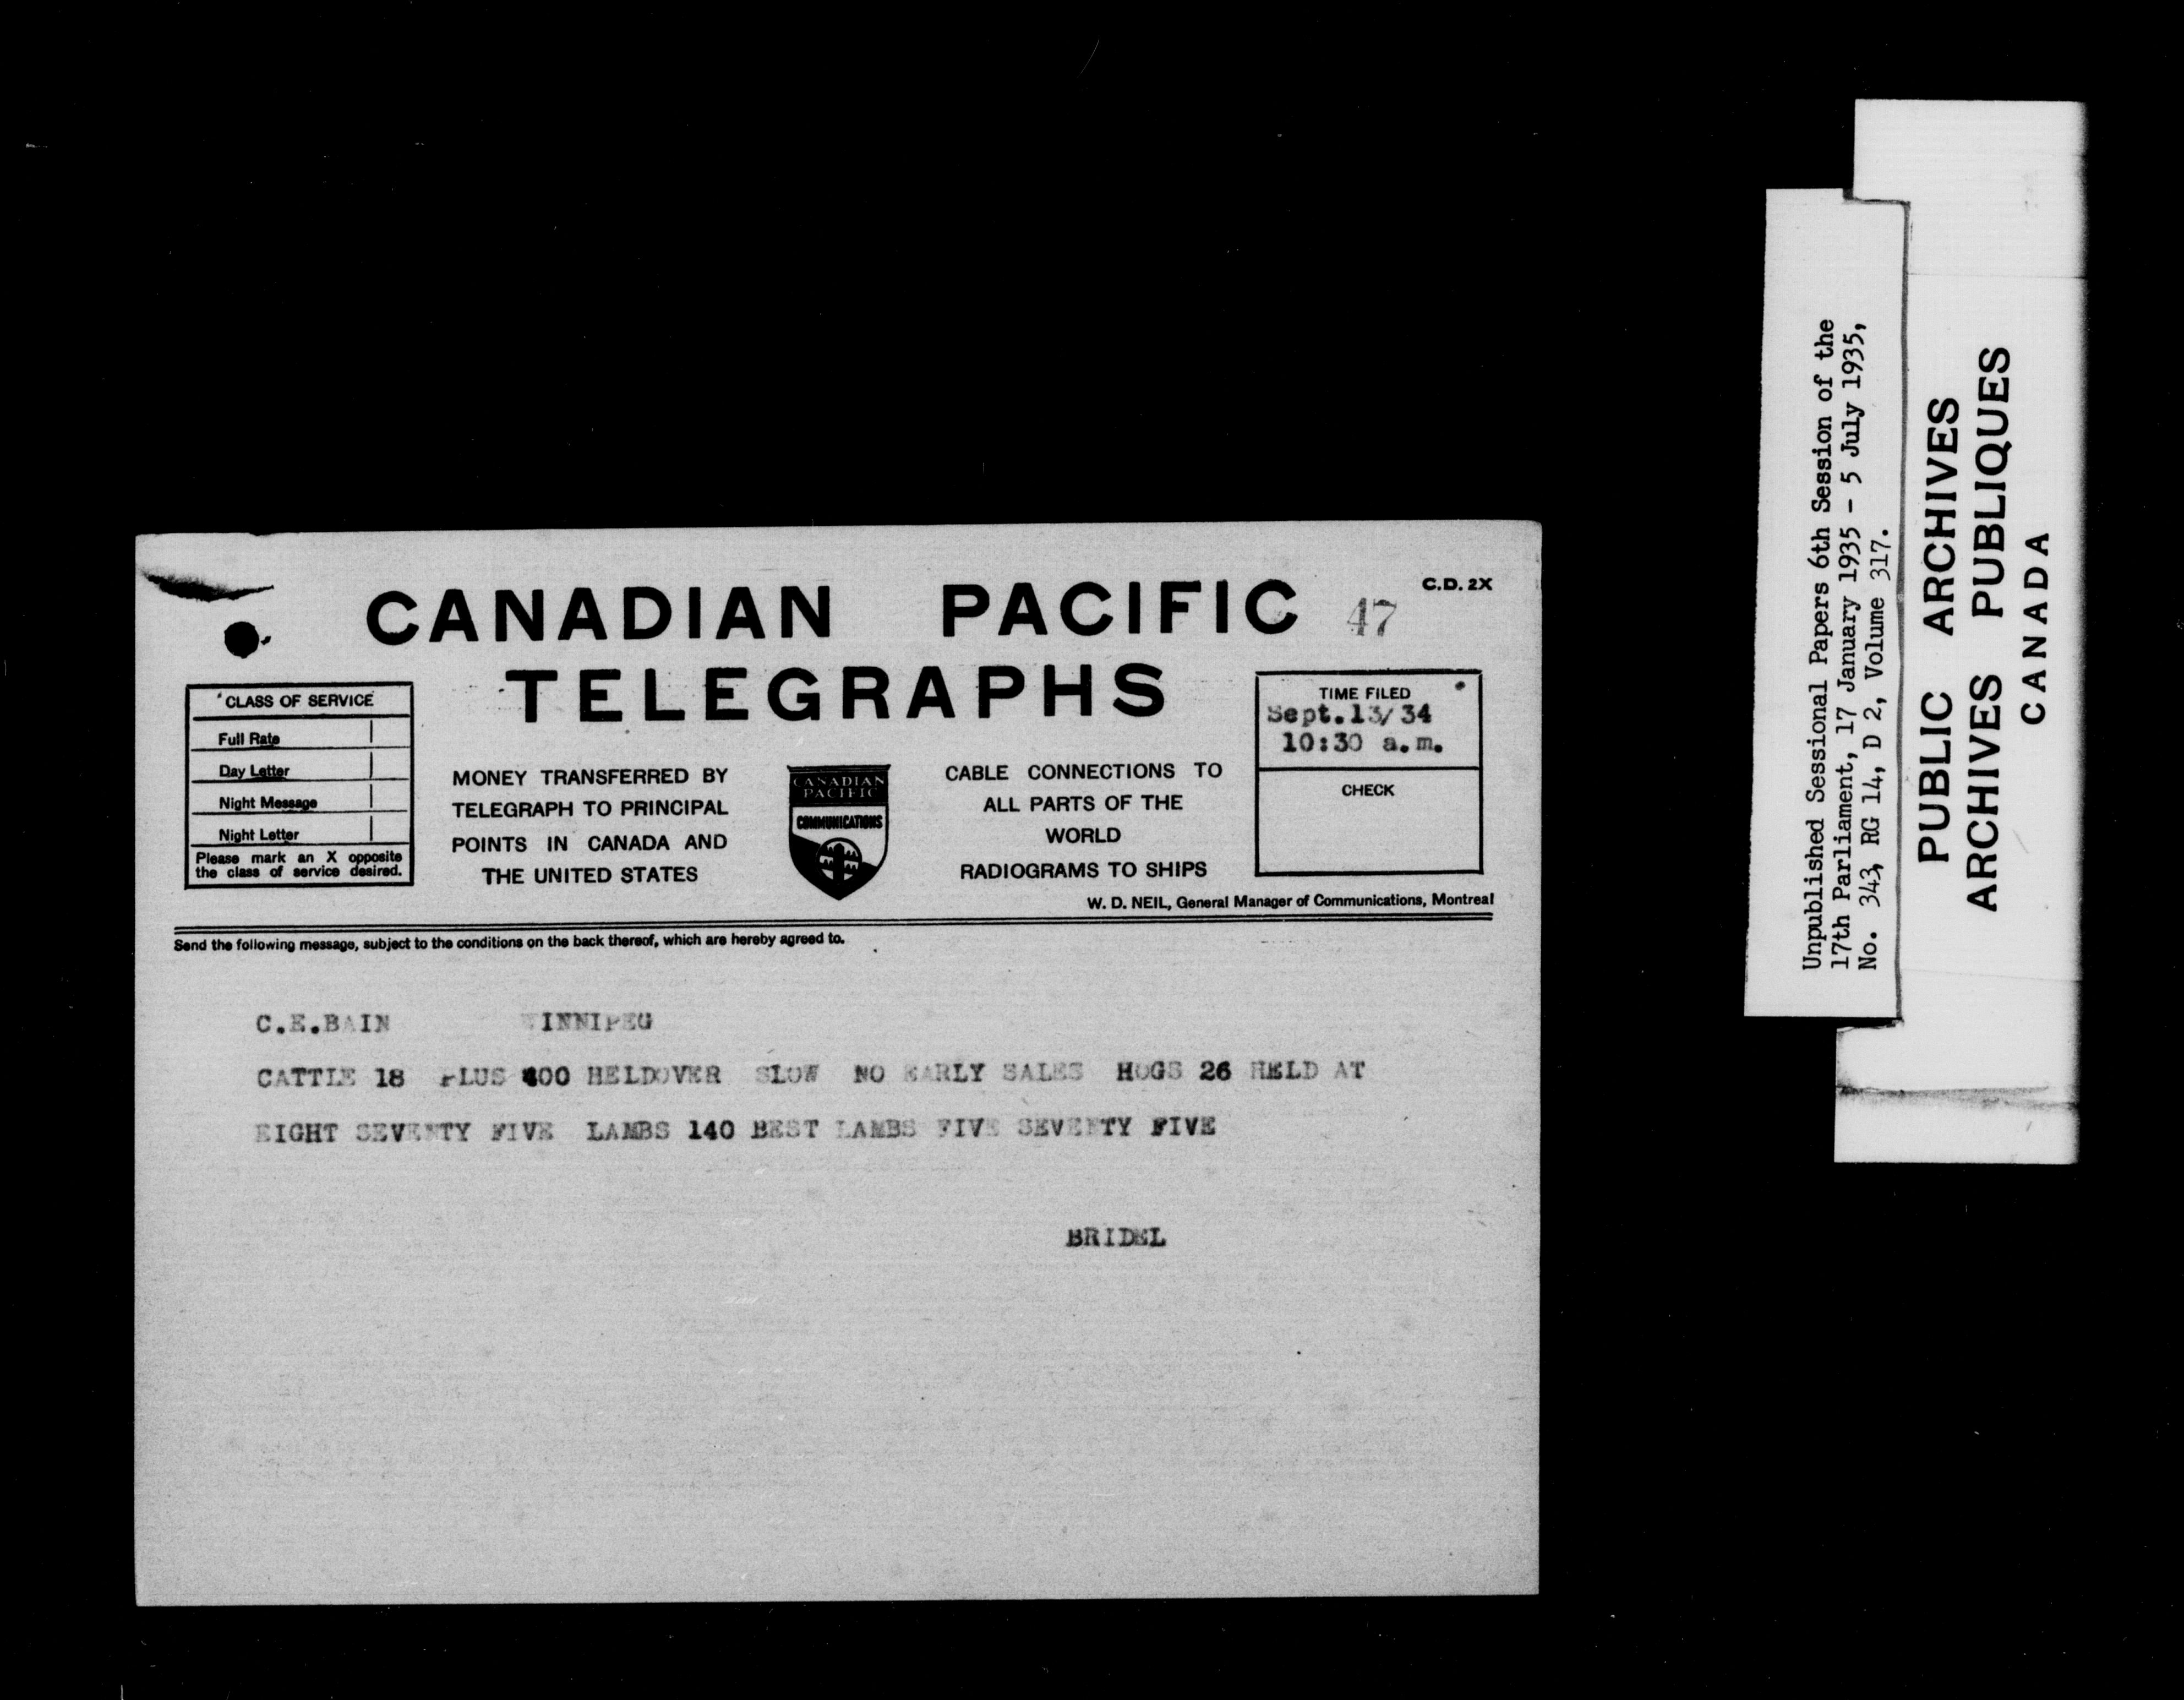 CANADIAN PACIFIC
47
C.D. 2X
TELEGRAPHS
CLASS OF SERVICE
Full Rate
Day Letter
Night Message
Night Letter
Please mark an X opposite
the class of service desired.
MONEY TRANSFERRED BY
TELEGRAPH TO PRINCIPAL
POINTS IN CANADA AND
THE UNITED STATES
CANADIAN
PACIFIC
COMMUNICATIONS
CABLE CONNECTIONS TO
ALL PARTS OF THE
WORLD
RADIOGRAMS TO SHIPS
TIME FILED
Sept.13/34
10:30 a.m.
CHECK
W. D. NEIL, General Manager of Communications, Montreal
Send the following message, subject to the conditions on the back thereof, which are hereby agreed to.
C.E.BAIN WINNIPEG
CATTLE 18 PLUS 400 HELDOVER SLOW NO EARLY SALES HOGS 26 HELD AT
EIGHT SEVENTY FIVE LAMBS 140 BEST LAMBS FIVE SEVENTY FIVE
BRIDEL
Unpublished Sessional Papers 6th Session of the
17th Parliament, 17 January 1935 - 5 July 1935,
No. 343, RG 14, D 2, Volume 317.
PUBLIC ARCHIVES
ARCHIVES PUBLIQUES
CANADA